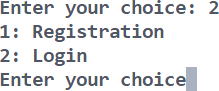 Enter your choice: 2
1: Registration
2: Login
Enter your choice